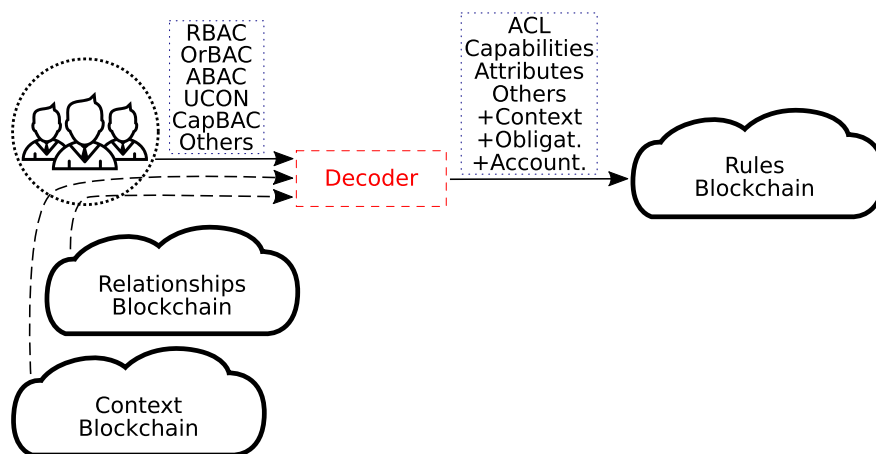 RBAC
OrBAC
ABAC
UCON
CapBAC
Others
ACL
Capabilities
Attributes
Others
+Context
+Obligat.
+Account.
Decoder
Rules
Blockchain
Relationships
Blockchain
Context
Blockchain